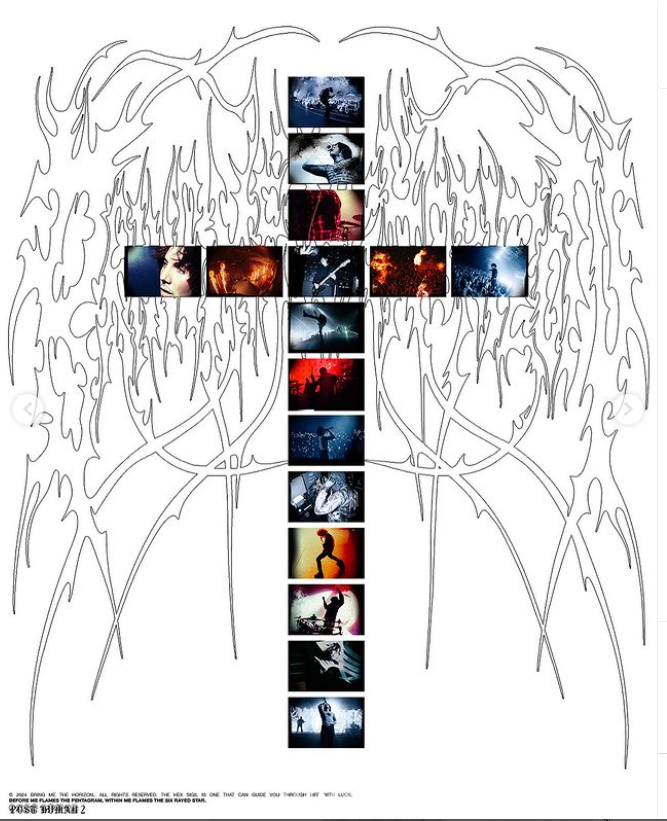 © 2024 BRING ME THE HORIZON. ALL RIGHTS RESERVED. THE HEX SIGIL IS ONE THAT CAN GUIDE YOU THROUGH LIFE WITH LUCK.
BEFORE ME FLAMES THE PENTAGRAM, WITHIN ME FLAMES THE SIX RAYED STAR.
POST HUMAN 2